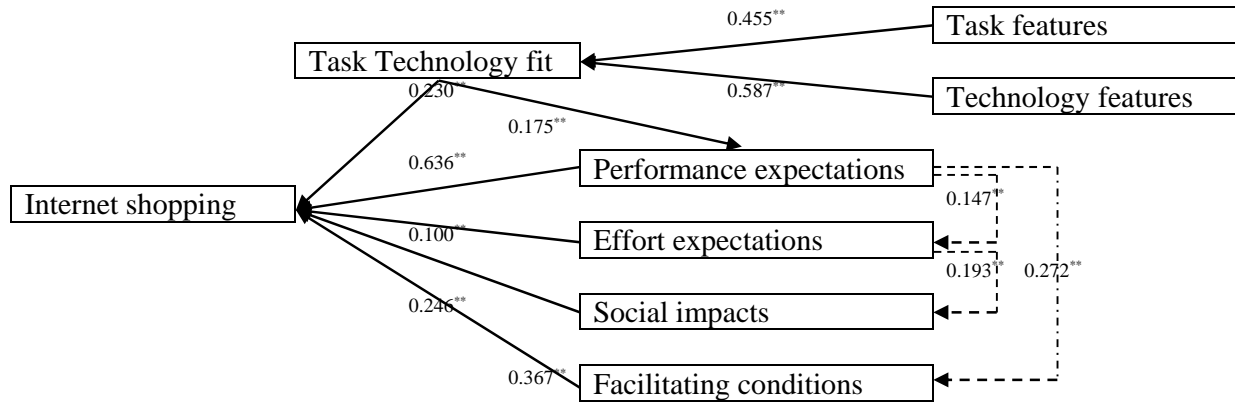 0.455**
Task features
Task Technology fit
0.230**
0.587**
Technology features
0.175**
0.636**
Performance expectations
Internet shopping
0.147**
0.100**
Effort expectations
0.193**
0.272**
0.246**
Social impacts
0.367**
Facilitating conditions